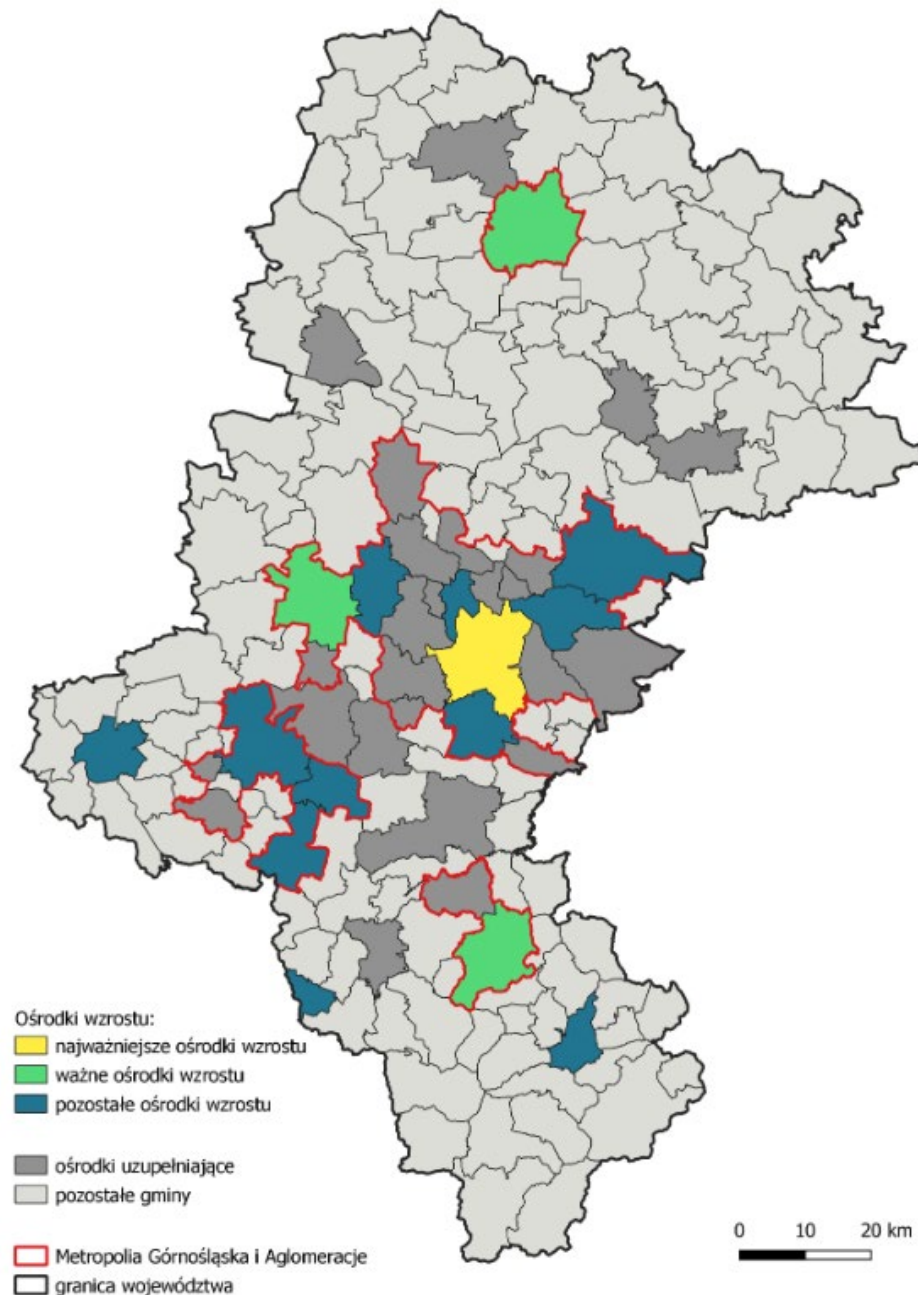 Ośrodki wzrostu:
najważniejsze ośrodki wzrostu
ważne ośrodki wzrostu
pozostałe ośrodki wzrostu
ośrodki uzupełniające
pozostałe gminy
Metropolia Górnośląska i Aglomeracje
granica województwa
0 10 20 km